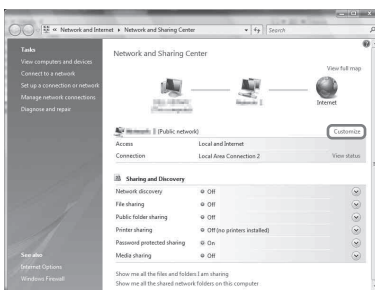 « Network and Internet ▸ Network and Sharing Center
Search
Tasks
View computers and devices
Connect to a network
Set up a connection or network
Manage network connections
Diagnose and repair
See also
Internet Options
Windows Firewall
Network and Sharing Center
View full map
Internet
(Public network)
Customize
Access Local and Internet
Connection Local Area Connection 2 View status
Sharing and Discovery
Network discovery Off
File sharing Off
Public folder sharing Off
Printer sharing Off (no printers installed)
Password protected sharing On
Media sharing Off
Show me all the files and folders I am sharing
Show me all the shared network folders on this computer